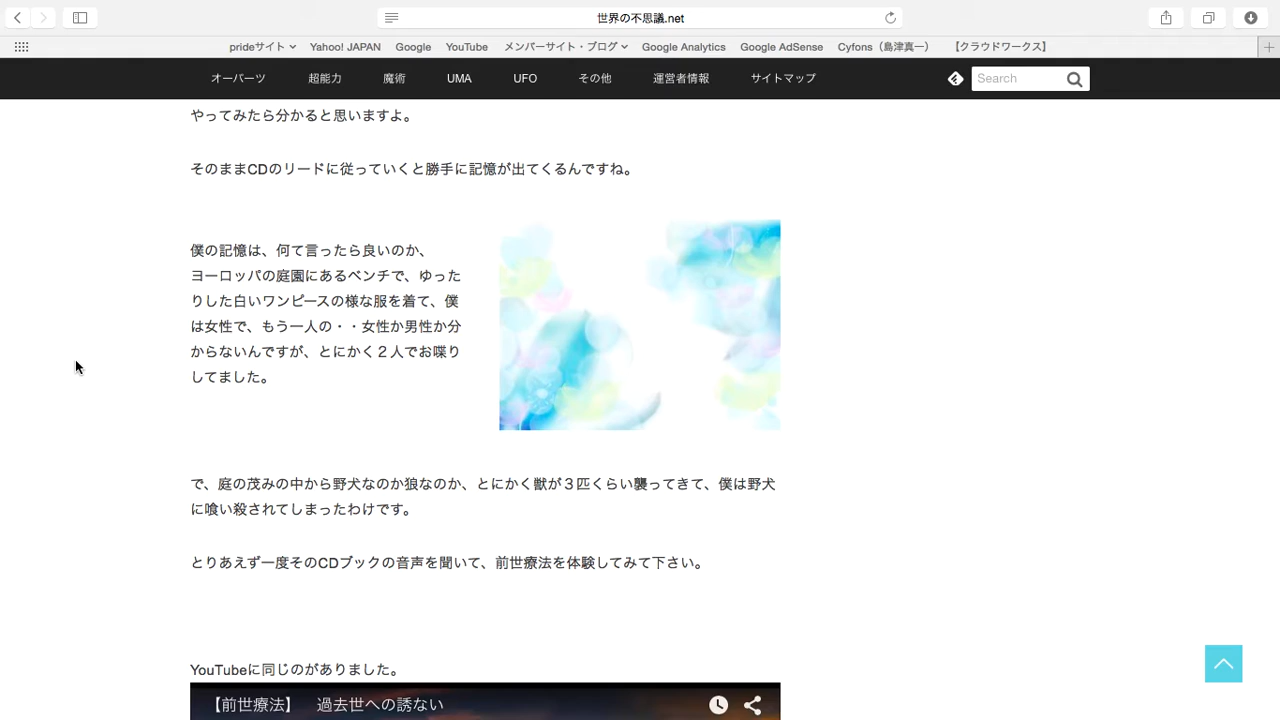 世界の不思議.net
prideサイト
Yahoo! JAPAN
Google
YouTube
メンバーサイト・ブログ
Google Analytics
Google AdSense
Cyfons（島津真一）
【クラウドワークス】
オーパーツ
超能力
魔術
UMA
UFO
その他
運営者情報
サイトマップ
Search
やってみたら分かると思いますよ。
そのままCDのリードに従っていくと勝手に記憶が出てくるんですね。
僕の記憶は、何て言ったら良いのか、
ヨーロッパの庭園にあるベンチで、ゆった
りした白いワンピースの様な服を着て、僕
は女性で、もう一人の・・女性か男性か分
からないんですが、とにかく２人でお喋り
してました。
で、庭の茂みの中から野犬なのか狼なのか、とにかく獣が３匹くらい襲ってきて、僕は野犬
に喰い殺されてしまったわけです。
とりあえず一度そのCDブックの音声を聞いて、前世療法を体験してみて下さい。
YouTubeに同じのがありました。
【前世療法】　過去世への誘ない